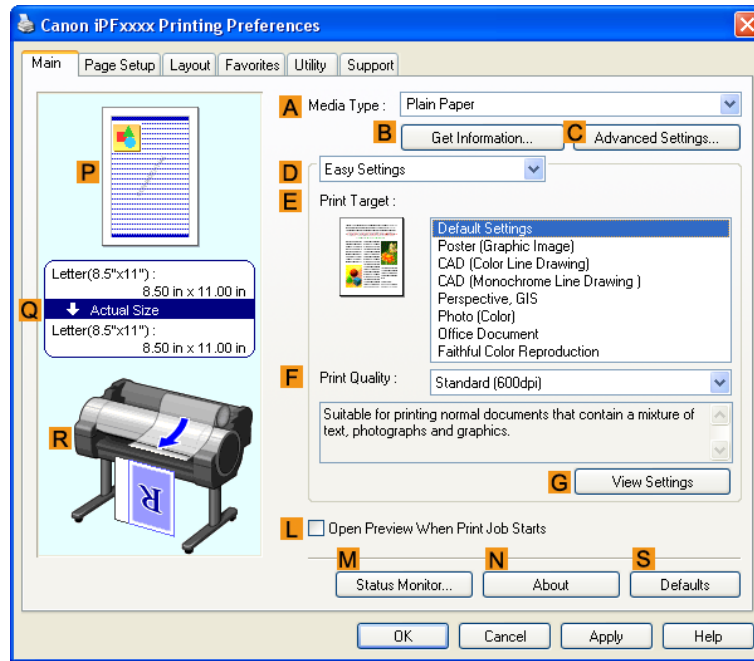 Canon iPFxxxx Printing Preferences
Main Page Setup Layout Favorites Utility Support
P
Letter(8.5"x11") :
8.50 in x 11.00 in
Q Actual Size
Letter(8.5"x11") :
8.50 in x 11.00 in
R
R
A Media Type : Plain Paper
B Get Information... C Advanced Settings...
D Easy Settings
E Print Target :
Default Settings
Poster (Graphic Image)
CAD (Color Line Drawing)
CAD (Monochrome Line Drawing )
Perspective, GIS
Photo (Color)
Office Document
Faithful Color Reproduction
F Print Quality : Standard (600dpi)
Suitable for printing normal documents that contain a mixture of
text, photographs and graphics.
G View Settings
L Open Preview When Print Job Starts
M Status Monitor... N About S Defaults
OK Cancel Apply Help